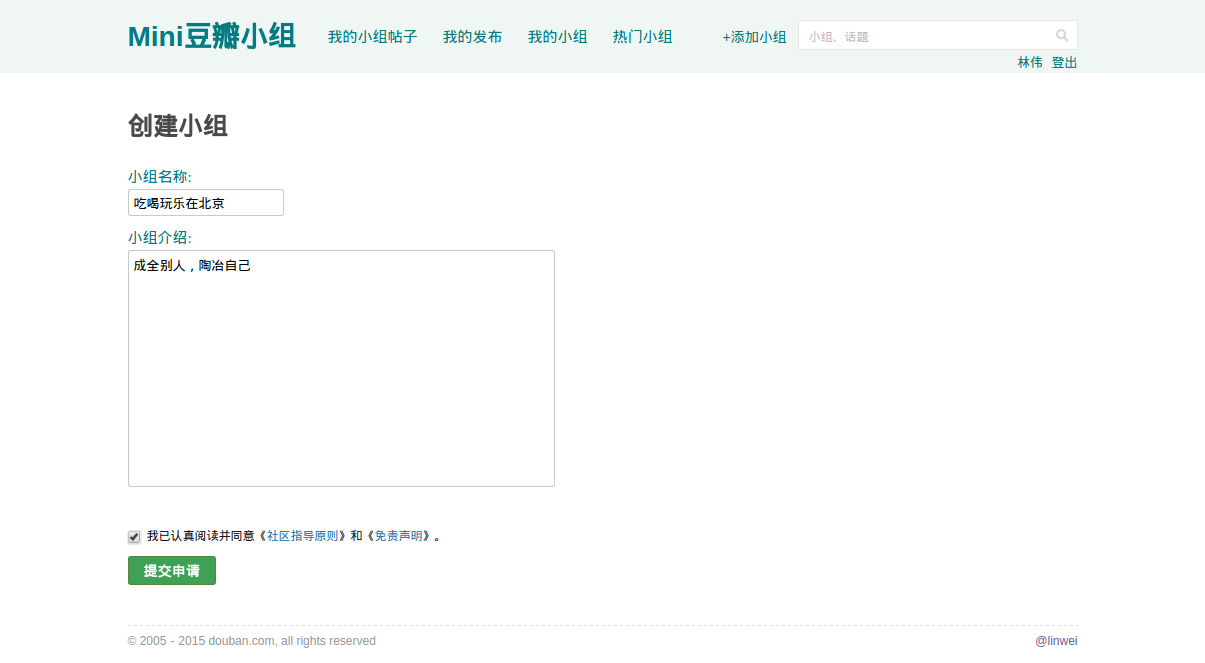 Mini豆瓣小组 我的小组帖子 我的发布 我的小组 热门小组 +添加小组 小组、话题
林伟 登出
创建小组
小组名称:
吃喝玩乐在北京
小组介绍:
成全别人，陶冶自己
我已认真阅读并同意《社区指导原则》和《免责声明》。
提交申请
© 2005 - 2015 douban.com, all rights reserved @linwei